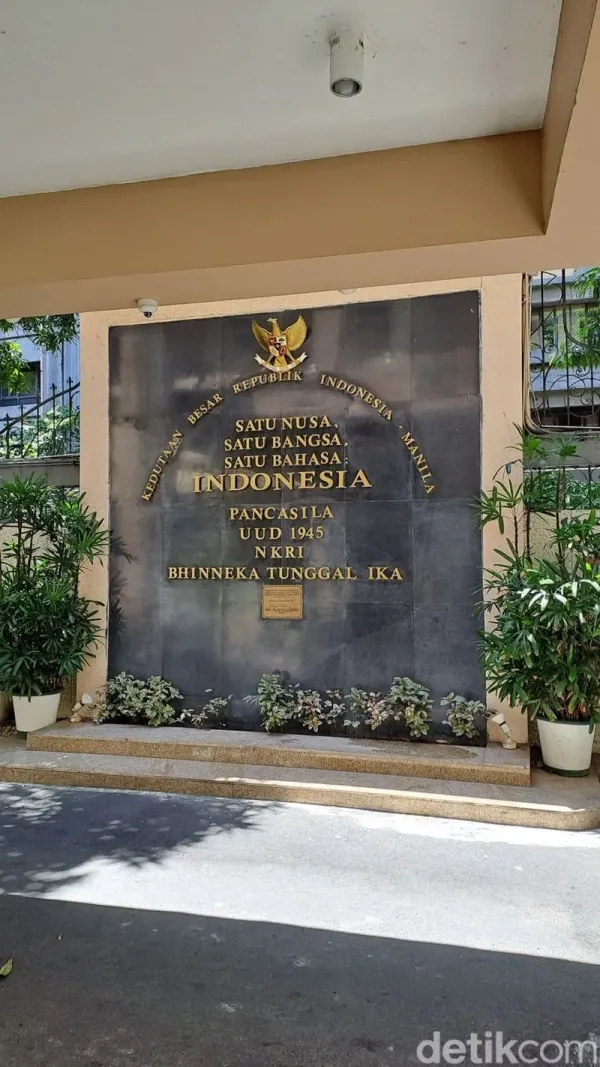 KEDUTAAN BESAR REPUBLIK INDONESIA - MANILA
SATU NUSA,
SATU BANGSA,
SATU BAHASA:
INDONESIA
PANCASILA
UUD 1945
NKRI
BHINNEKA TUNGGAL IKA
detikcom